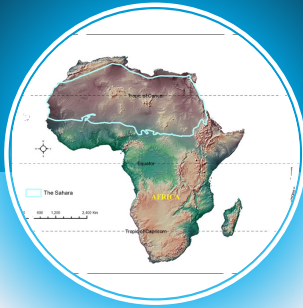 Tropic of Cancer
Equator
The Sahara
AFRICA
Tropic of Capricorn